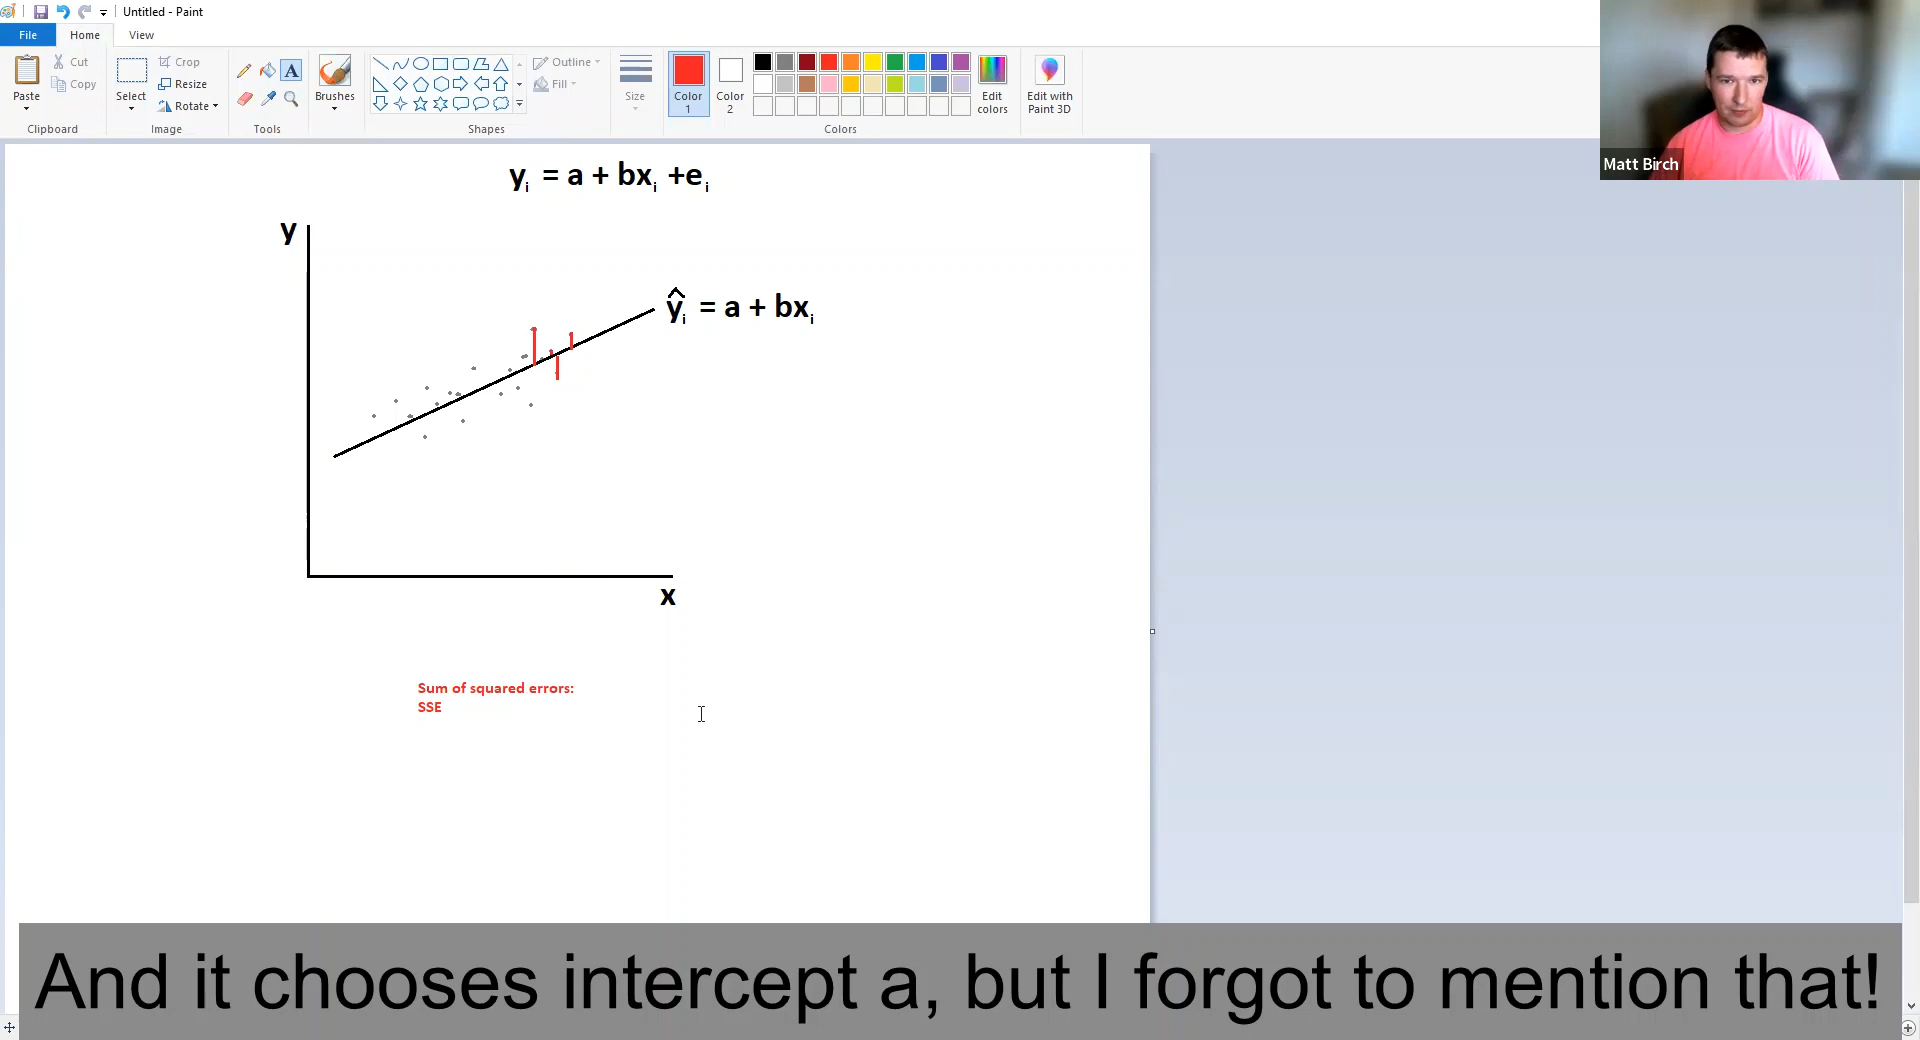 Untitled - Paint
File Home View
Paste
Cut
Copy
Clipboard
Select
Crop
Resize
Rotate
Image
A
Tools
Brushes
Outline
Fill
Shapes
Size
Color 1
Color 2
Edit colors
Colors
Edit with Paint 3D
Matt Birch
yᵢ = a + bxᵢ +eᵢ
y
ŷᵢ = a + bxᵢ
x
Sum of squared errors:
SSE
And it chooses intercept a, but I forgot to mention that!